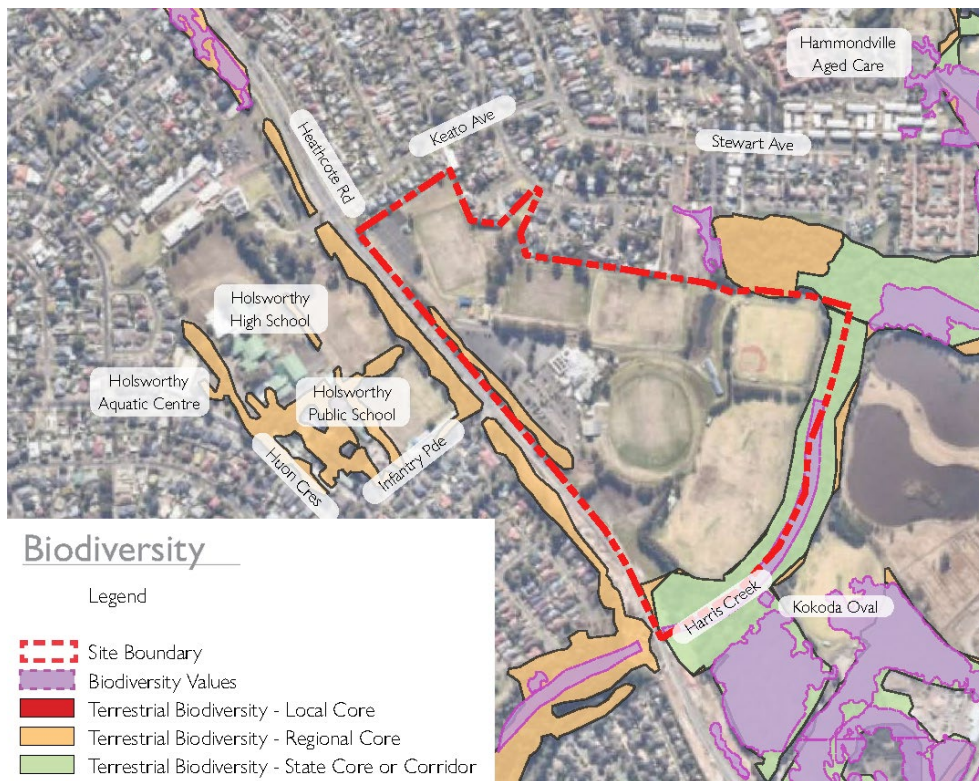 Hammondville
Aged Care
Keato Ave
Stewart Ave
Heathcote Rd
Holsworthy
High School
Holsworthy
Aquatic Centre
Holsworthy
Public School
Huon Cres
Infantry Pde
Harris Creek
Kokoda Oval
Biodiversity
Legend
Site Boundary
Biodiversity Values
Terrestrial Biodiversity - Local Core
Terrestrial Biodiversity - Regional Core
Terrestrial Biodiversity - State Core or Corridor